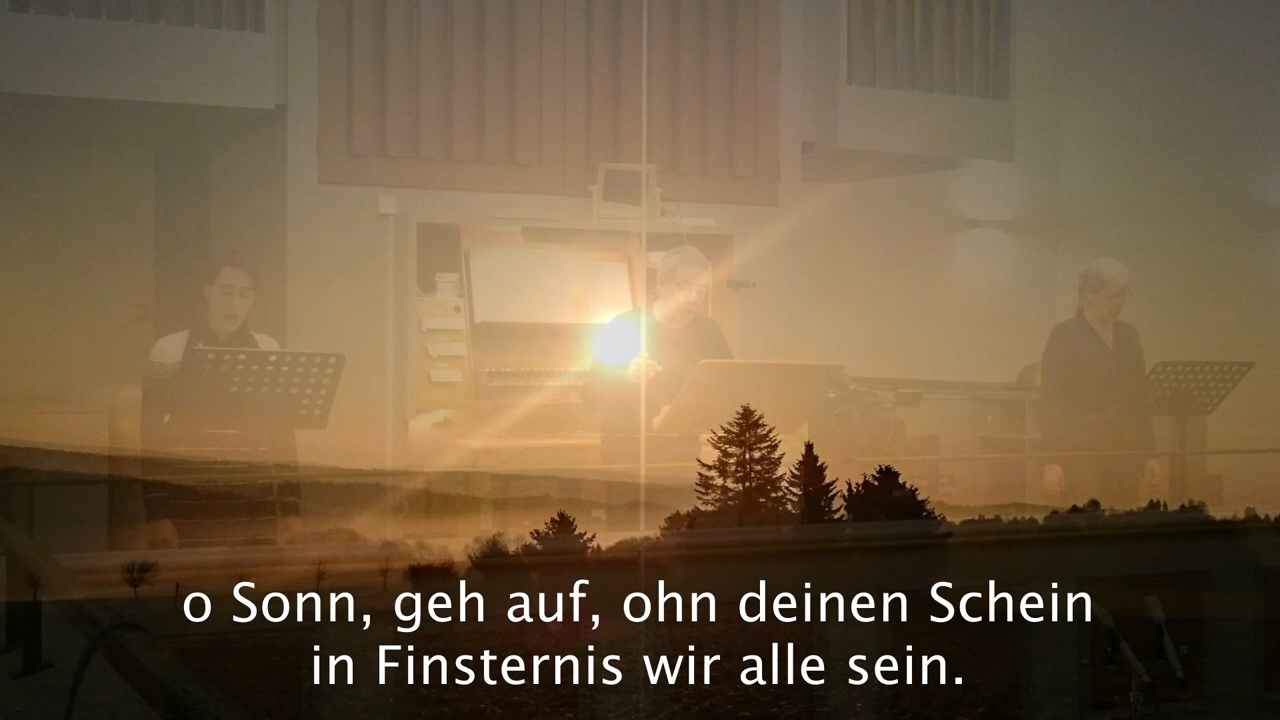 o Sonn, geh auf, ohn deinen Schein
in Finsternis wir alle sein.